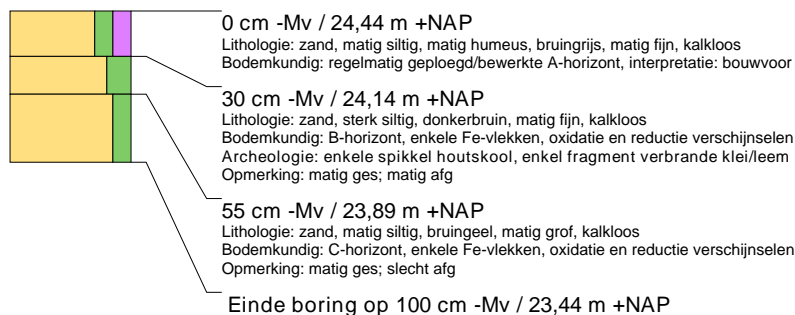 0 cm -Mv / 24,44 m +NAP
Lithologie: zand, matig siltig, matig humeus, bruingrijs, matig fijn, kalkloos
Bodemkundig: regelmatig geploegd/bewerkte A-horizont, interpretatie: bouwvoor
30 cm -Mv / 24,14 m +NAP
Lithologie: zand, sterk siltig, donkerbruin, matig fijn, kalkloos
Bodemkundig: B-horizont, enkele Fe-vlekken, oxidatie en reductie verschijnselen
Archeologie: enkele spikkel houtskool, enkel fragment verbrande klei/leem
Opmerking: matig ges; matig afg
55 cm -Mv / 23,89 m +NAP
Lithologie: zand, matig siltig, bruingeel, matig grof, kalkloos
Bodemkundig: C-horizont, enkele Fe-vlekken, oxidatie en reductie verschijnselen
Opmerking: matig ges; slecht afg
Einde boring op 100 cm -Mv / 23,44 m +NAP